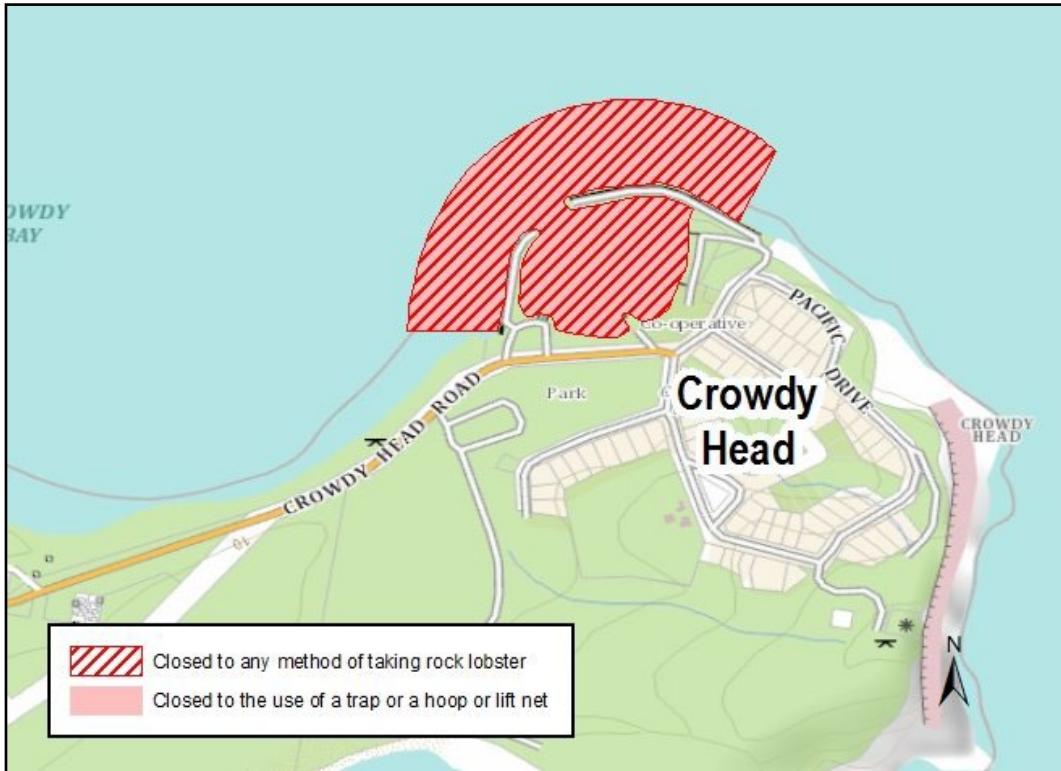 OWDY
BAY
Co-operative
PACIFIC DRIVE
Park
Crowdy
Head
CROWDY
HEAD
CROWDY HEAD ROAD
10
N
Closed to any method of taking rock lobster
Closed to the use of a trap or a hoop or lift net